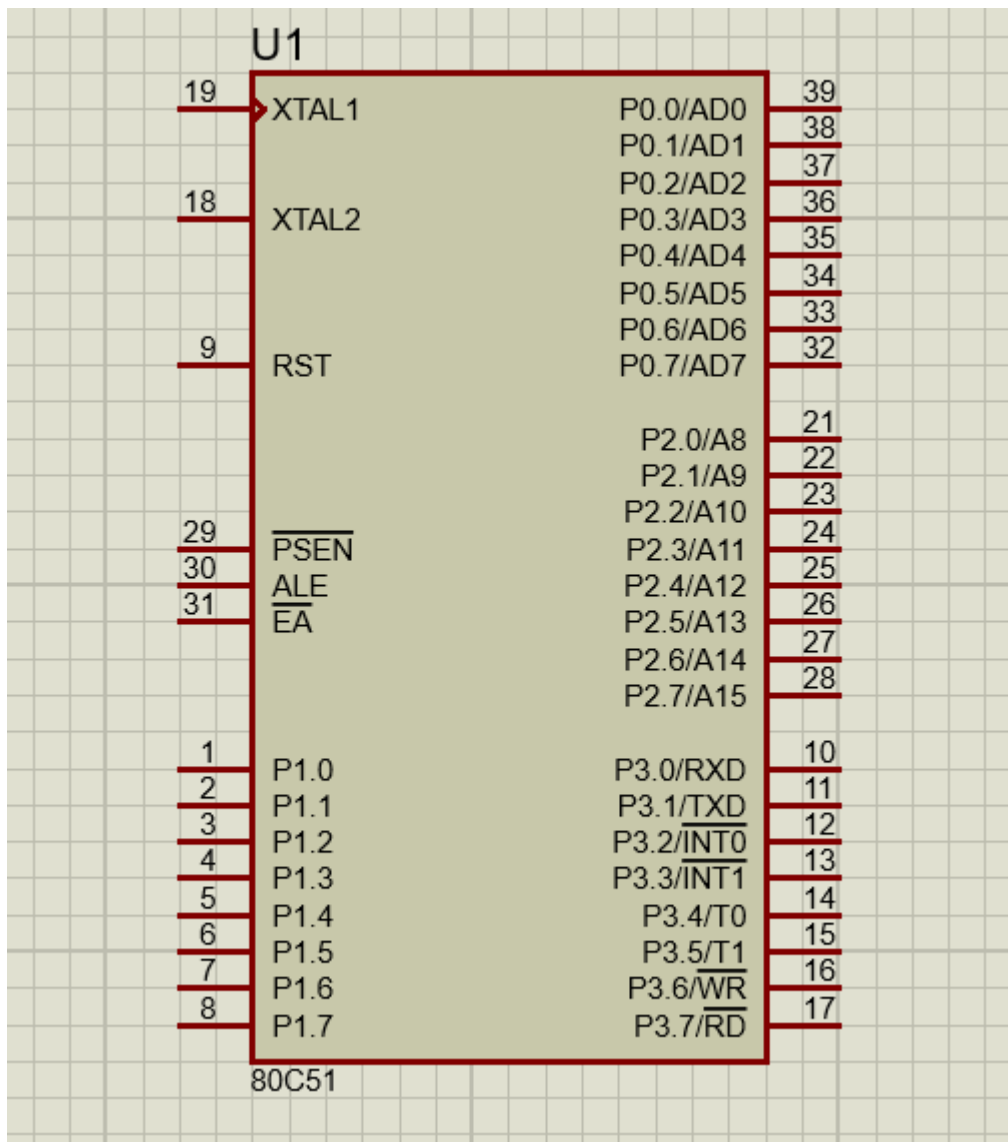 U1
19 XTAL1
18 XTAL2
9 RST
29 P̅S̅E̅N̅
30 ALE
31 E̅A̅
1 P1.0
2 P1.1
3 P1.2
4 P1.3
5 P1.4
6 P1.5
7 P1.6
8 P1.7
P0.0/AD0 39
P0.1/AD1 38
P0.2/AD2 37
P0.3/AD3 36
P0.4/AD4 35
P0.5/AD5 34
P0.6/AD6 33
P0.7/AD7 32
P2.0/A8 21
P2.1/A9 22
P2.2/A10 23
P2.3/A11 24
P2.4/A12 25
P2.5/A13 26
P2.6/A14 27
P2.7/A15 28
P3.0/RXD 10
P3.1/TXD 11
P3.2/I̅N̅T̅0̅ 12
P3.3/I̅N̅T̅1̅ 13
P3.4/T0 14
P3.5/T1 15
P3.6/W̅R̅ 16
P3.7/R̅D̅ 17
80C51